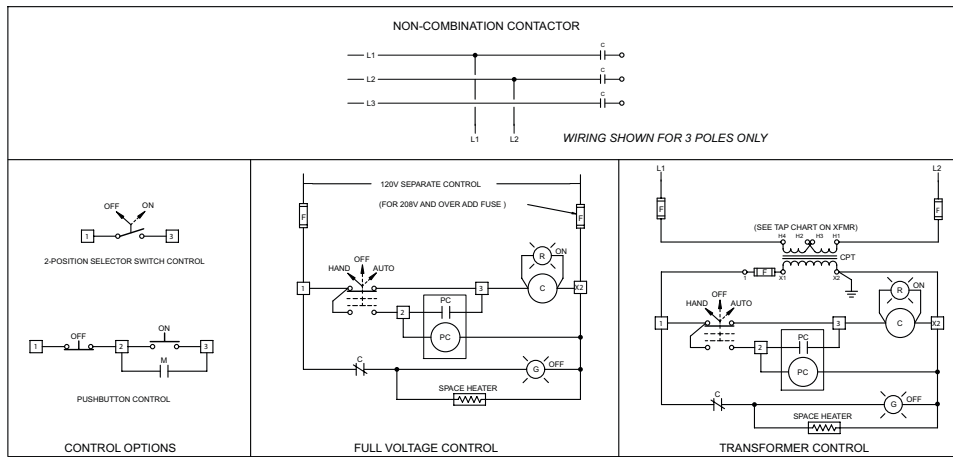 NON-COMBINATION CONTACTOR
L1
C
L2
C
L3
C
L1
L2
WIRING SHOWN FOR 3 POLES ONLY
OFF
ON
1
3
2-POSITION SELECTOR SWITCH CONTROL
OFF
ON
1
2
3
M
PUSHBUTTON CONTROL
CONTROL OPTIONS
120V SEPARATE CONTROL
(FOR 208V AND OVER ADD FUSE )
F
F
R
ON
OFF
HAND
AUTO
1
3
C
X2
2
PC
PC
C
G
OFF
SPACE HEATER
FULL VOLTAGE CONTROL
L1
L2
F
F
(SEE TAP CHART ON XFMR)
H4
H2
H3
H1
CPT
1
F
X1
X2
R
ON
OFF
HAND
AUTO
1
3
C
X2
2
PC
PC
C
G
OFF
SPACE HEATER
TRANSFORMER CONTROL